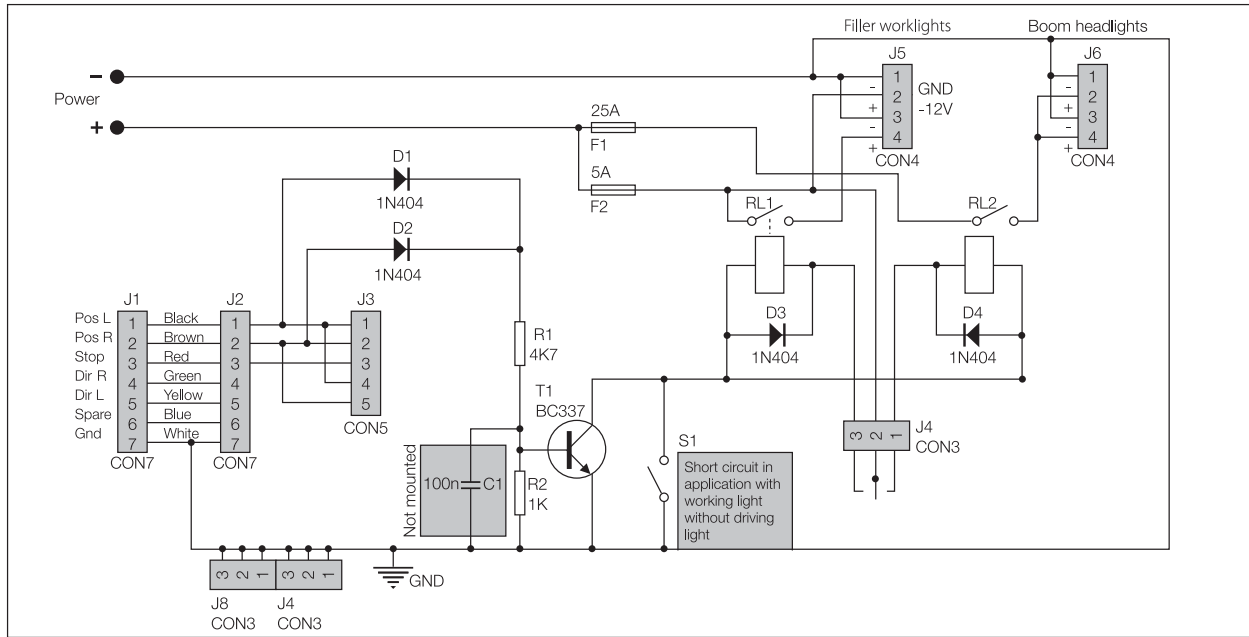 Filler worklights
Boom headlights
J5
J6
− Power +
1
2
3
4
-
+
-
+
GND
-12V
CON4
1
2
3
4
-
+
-
+
CON4
25A
F1
5A
F2
D1
1N404
D2
1N404
RL1
RL2
D3
1N404
D4
1N404
J1
J2
J3
Pos L 1 Black 1 1
Pos R 2 Brown 2 2
Stop 3 Red 3 3
Dir R 4 Green 4 4
Dir L 5 Yellow 5 5
Spare 6 Blue 6
Gnd 7 White 7
CON7
CON7
CON5
R1
4K7
T1
BC337
Not mounted
100n C1
R2
1K
S1
Short circuit in
application with
working light
without driving
light
3 2 1
J4
CON3
3 2 1
J8
CON3
3 2 1
J4
CON3
GND